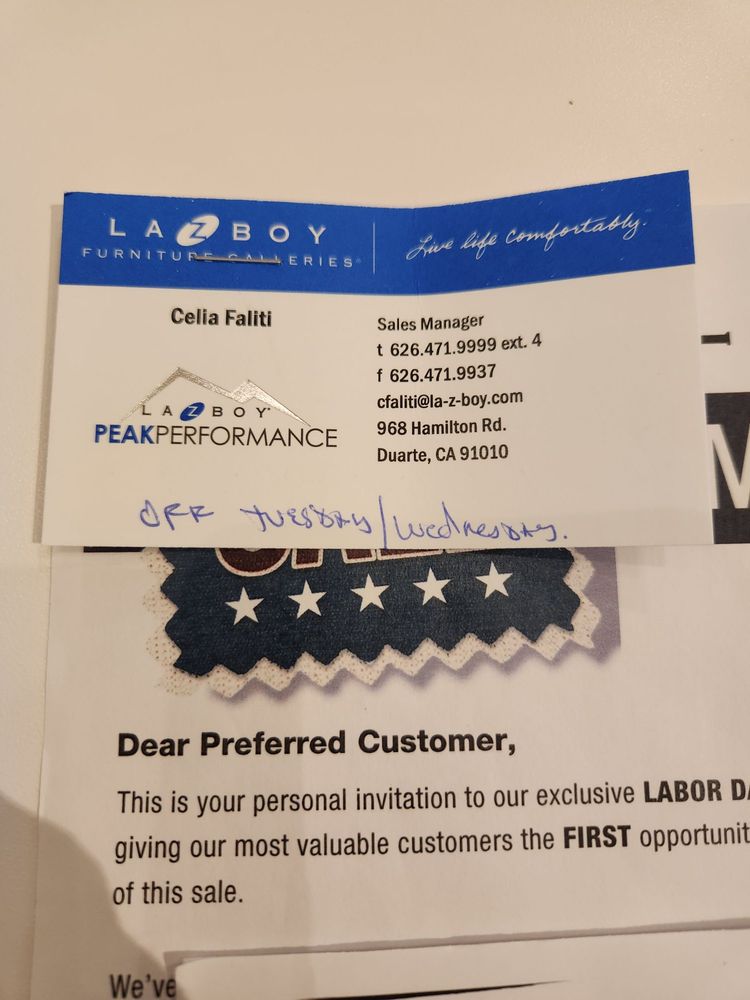 LA Z BOY
FURNITURE GALLERIES
Live life comfortably.
Celia Faliti
LA Z BOY
PEAKPERFORMANCE
Sales Manager
t 626.471.9999 ext. 4
f 626.471.9937
cfaliti@la-z-boy.com
968 Hamilton Rd.
Duarte, CA 91010
OFF TUESDAY/WedNesDAY.
Dear Preferred Customer,
This is your personal invitation to our exclusive LABOR
giving our most valuable customers the FIRST
of this sale.
We've